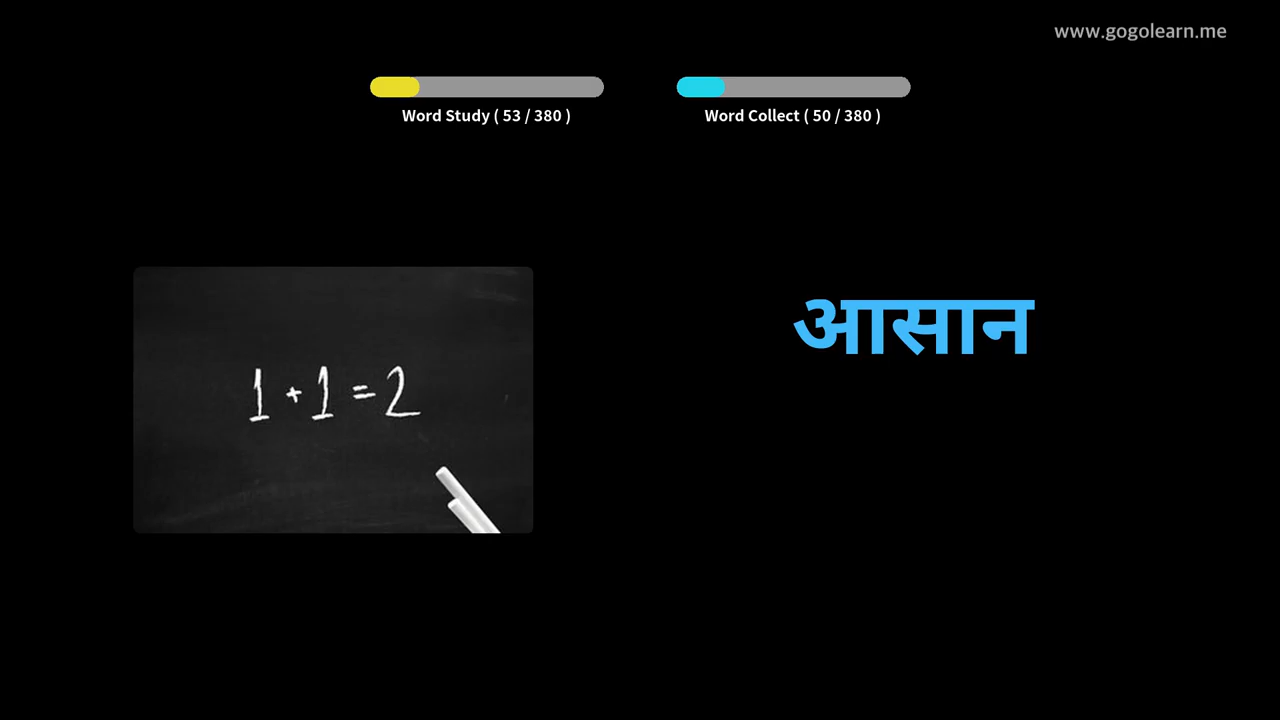 www.gogolearn.me
Word Study ( 53 / 380 )
Word Collect ( 50 / 380 )
आसान
1 + 1 = 2